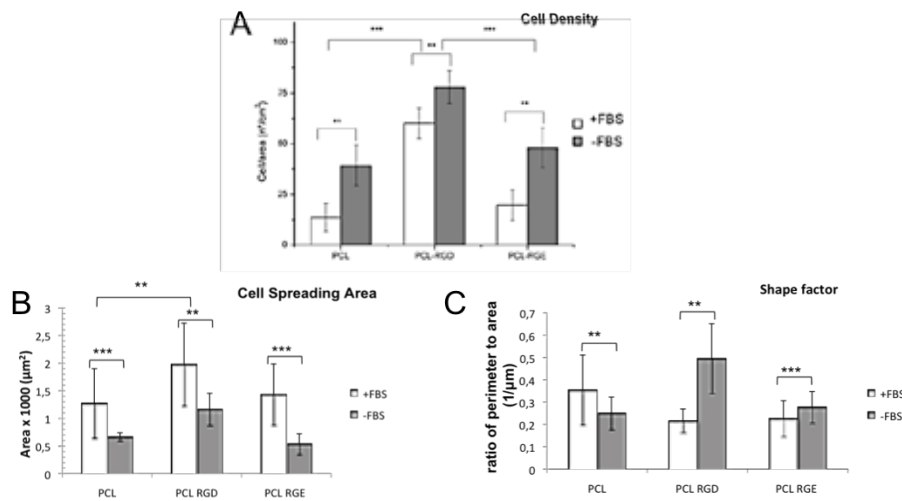 A
Cell Density
***
***
**
100
75
**
**
+FBS
-FBS
50
25
0
Cell/area
PCL
PCL-RGD
PCL-RGE
B
Cell Spreading Area
**
**
***
***
3
2,5
2
1,5
1
0,5
0
Area x 1000 (µm²)
+FBS
-FBS
PCL
PCL RGD
PCL RGE
C
Shape factor
**
**
***
0,7
0,6
0,5
0,4
0,3
0,2
0,1
0
ratio of perimeter to area
(1/µm)
+FBS
-FBS
PCL
PCL RGD
PCL RGE